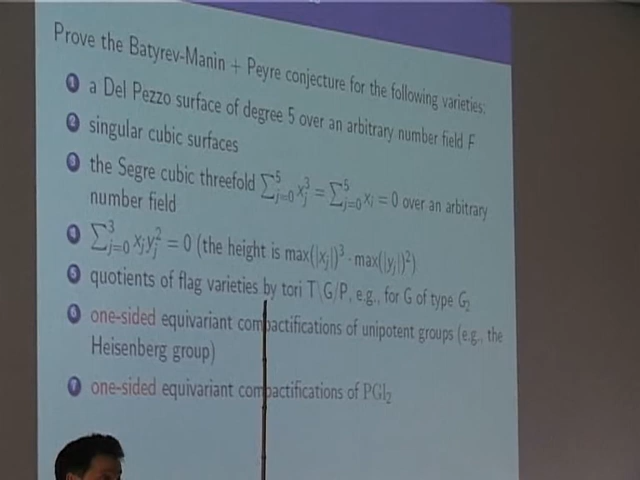 Prove the Batyrev-Manin + Peyre conjecture for the following varieties:
1 a Del Pezzo surface of degree 5 over an arbitrary number field F
2 singular cubic surfaces
3 the Segre cubic threefold ∑_{j=0}^5 x_j^3 = ∑_{j=0}^5 x_j = 0 over an arbitrary
number field
4 ∑_{j=0}^3 x_j y_j^2 = 0 (the height is max(|x_j|)^3 · max(|y_j|)^2)
5 quotients of flag varieties by tori T\G/P, e.g., for G of type G_2
6 one-sided equivariant compactifications of unipotent groups (e.g., the
Heisenberg group)
7 one-sided equivariant compactifications of PGl_2